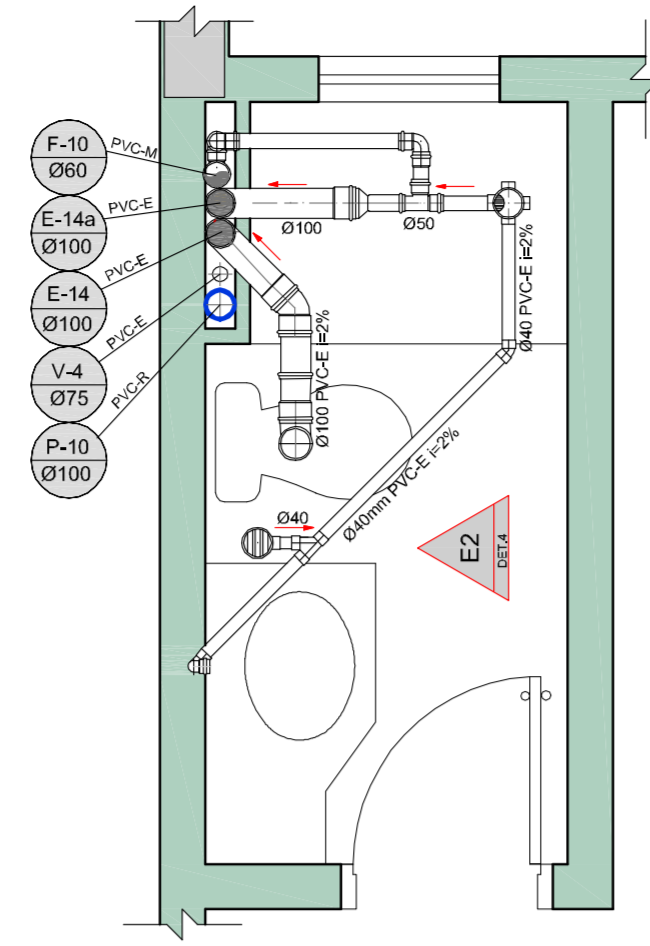 F-10
Ø60
PVC-M
E-14a
Ø100
PVC-E
E-14
Ø100
PVC-E
V-4
Ø75
PVC-E
P-10
Ø100
PVC-R
Ø100
Ø50
Ø40 PVC-E i=2%
Ø100 PVC-E i=2%
Ø40mm PVC-E i=2%
Ø40
E2
DET.4